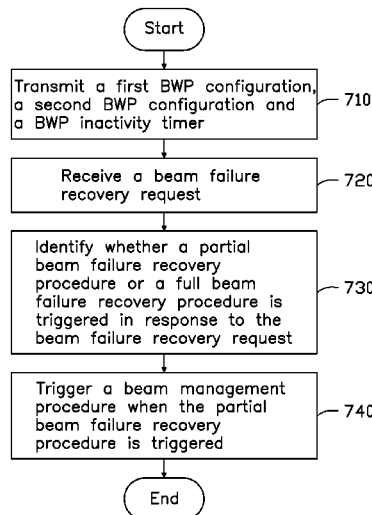 Start
Transmit a first BWP configuration,
a second BWP configuration and
a BWP inactivity timer
710
Receive a beam failure
recovery request
720
Identify whether a partial
beam failure recovery
procedure or a full beam
failure recovery procedure is
triggered in response to the
beam failure recovery request
730
Trigger a beam management
procedure when the partial
beam failure recovery
procedure is triggered
740
End